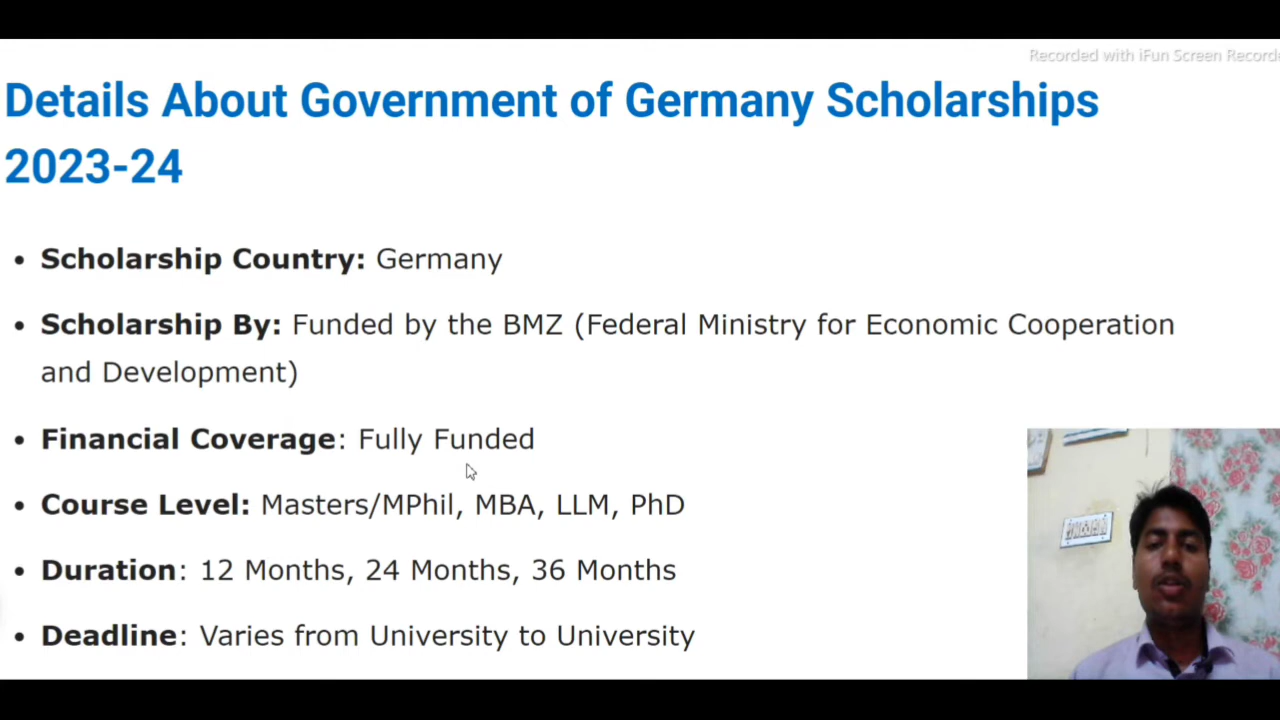 Recorded with iFun Screen Recorde
Details About Government of Germany Scholarships
2023-24
• Scholarship Country: Germany
• Scholarship By: Funded by the BMZ (Federal Ministry for Economic Cooperation
and Development)
• Financial Coverage: Fully Funded
• Course Level: Masters/MPhil, MBA, LLM, PhD
• Duration: 12 Months, 24 Months, 36 Months
• Deadline: Varies from University to University